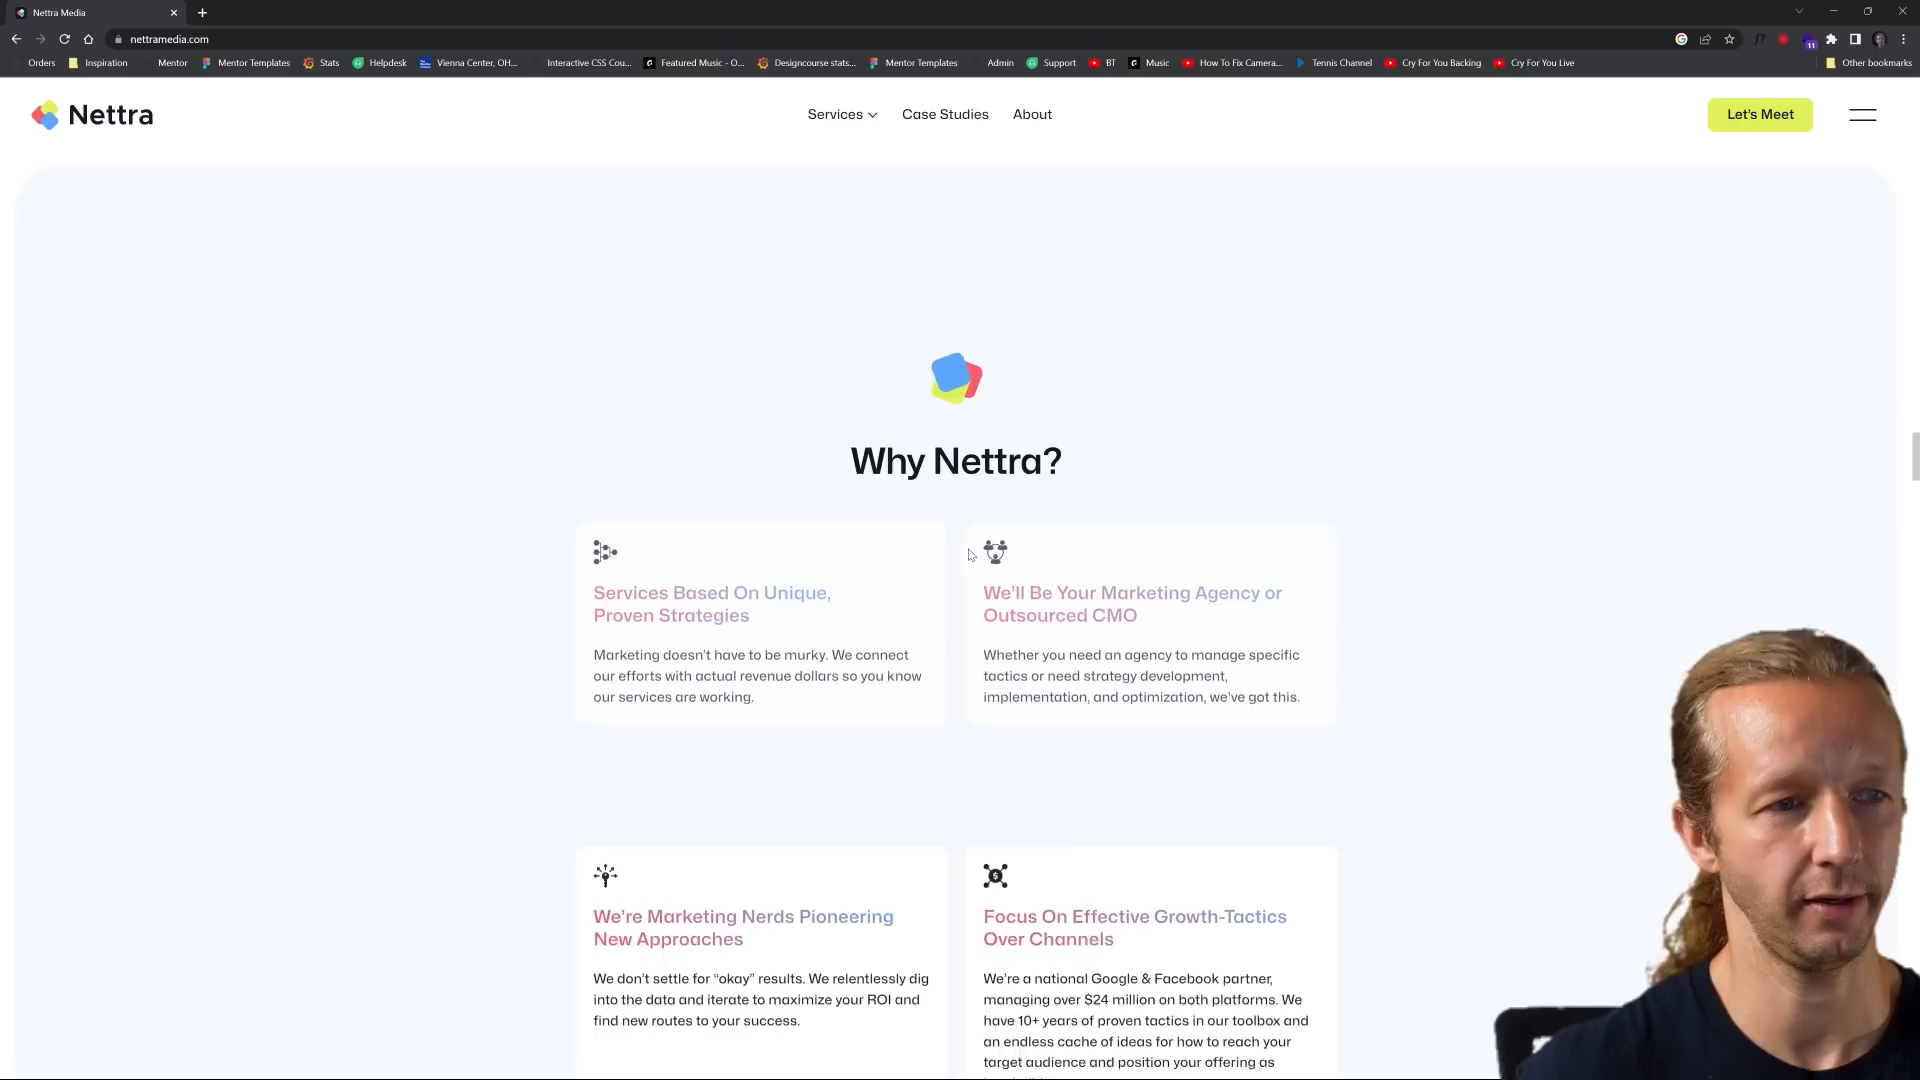 Nettra Media
nettramedia.com
11
Orders
Inspiration
Mentor
Mentor Templates
Stats
Helpdesk
Vienna Center, OH...
Interactive CSS Cou...
Featured Music - O...
Designcourse stats...
Mentor Templates
Admin
Support
BT
Music
How To Fix Camera...
Tennis Channel
Cry For You Backing
Cry For You Live
Other bookmarks
Nettra
Services
Case Studies
About
Let's Meet
Why Nettra?
Services Based On Unique,
Proven Strategies
Marketing doesn't have to be murky. We connect
our efforts with actual revenue dollars so you know
our services are working.
We'll Be Your Marketing Agency or
Outsourced CMO
Whether you need an agency to manage specific
tactics or need strategy development,
implementation, and optimization, we've got this.
We're Marketing Nerds Pioneering
New Approaches
We don't settle for “okay” results. We relentlessly dig
into the data and iterate to maximize your ROI and
find new routes to your success.
Focus On Effective Growth-Tactics
Over Channels
We're a national Google & Facebook partner,
managing over $24 million on both platforms. We
have 10+ years of proven tactics in our toolbox and
an endless cache of ideas for how to reach your
target audience and position your offering as